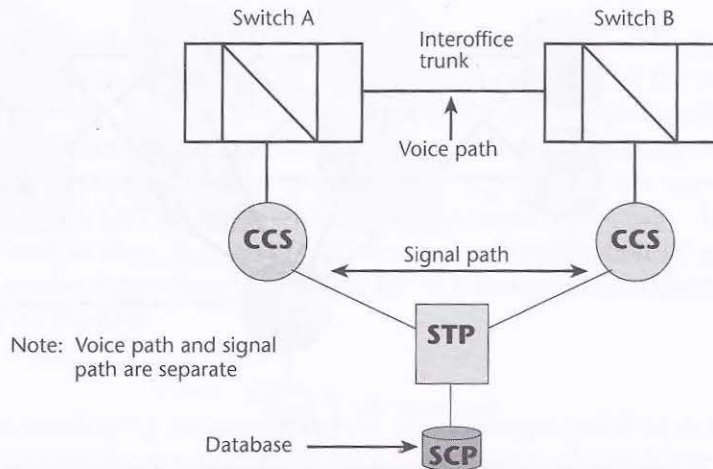 Switch A
Switch B
Interoffice
trunk
Voice path
CCS
CCS
Signal path
STP
Note: Voice path and signal
path are separate
Database
SCP